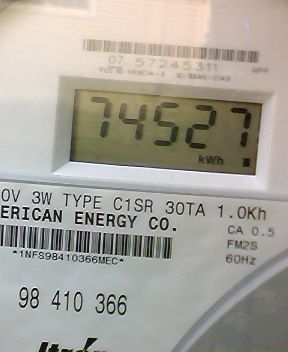 07 57245311
74527
kWh
0V 3W TYPE C1SR 30TA 1.0Kh
ERICAN ENERGY CO.
CA 0.5
FM2S
*1NFS98410366MEC*
60Hz
98 410 366
Itron